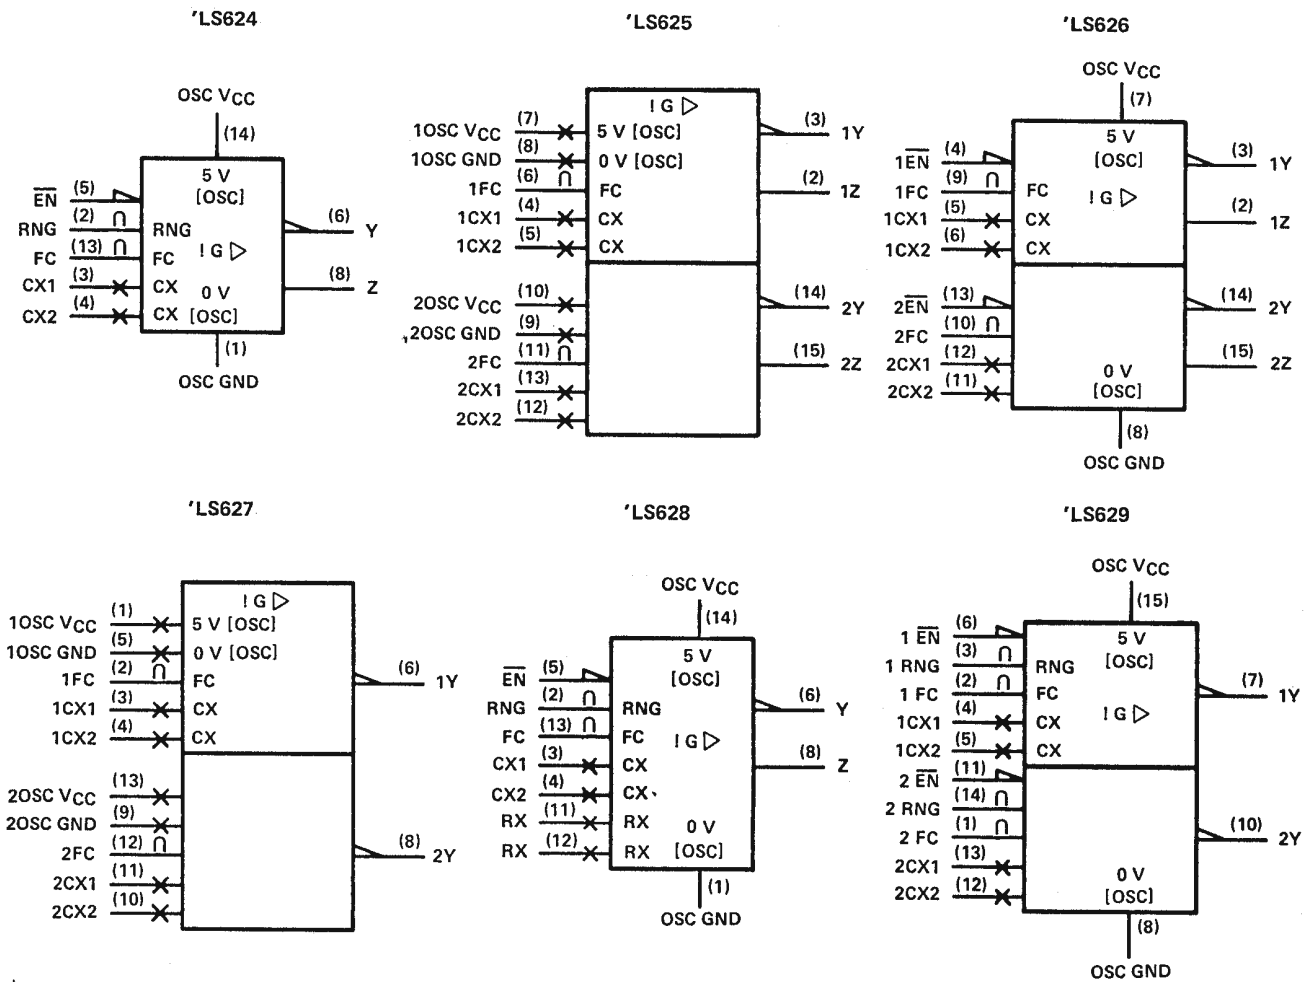 'LS624
OSC VCC
(14)
5 V
[OSC]
EN (5)
RNG (2) ∩ RNG
FC (13) ∩ FC
! G ▷
CX1 (3) CX
CX2 (4) CX
0 V
[OSC]
(6) Y
(8) Z
(1)
OSC GND
'LS625
! G ▷
1OSC VCC (7) 5 V [OSC]
1OSC GND (8) 0 V [OSC]
1FC (6) ∩ FC
1CX1 (4) CX
1CX2 (5) CX
(3) 1Y
(2) 1Z
2OSC VCC (10)
2OSC GND (9)
2FC (11) ∩
2CX1 (13)
2CX2 (12)
(14) 2Y
(15) 2Z
'LS626
OSC VCC
(7)
5 V
[OSC]
1EN (4)
1FC (9) ∩ FC
! G ▷
1CX1 (5) CX
1CX2 (6) CX
(3) 1Y
(2) 1Z
2EN (13)
2FC (10) ∩
2CX1 (12)
2CX2 (11)
0 V
[OSC]
(14) 2Y
(15) 2Z
(8)
OSC GND
'LS627
! G ▷
1OSC VCC (1) 5 V [OSC]
1OSC GND (5) 0 V [OSC]
1FC (2) ∩ FC
1CX1 (3) CX
1CX2 (4) CX
(6) 1Y
2OSC VCC (13)
2OSC GND (9)
2FC (12) ∩
2CX1 (11)
2CX2 (10)
(8) 2Y
'LS628
OSC VCC
(14)
5 V
[OSC]
EN (5)
RNG (2) ∩ RNG
FC (13) ∩ FC
! G ▷
CX1 (3) CX
CX2 (4) CX
RX (11) RX
RX (12) RX
0 V
[OSC]
(6) Y
(8) Z
(1)
OSC GND
'LS629
OSC VCC
(15)
5 V
[OSC]
1 EN (6)
1 RNG (3) ∩ RNG
1 FC (2) ∩ FC
! G ▷
1CX1 (4) CX
1CX2 (5) CX
(7) 1Y
2 EN (11)
2 RNG (14) ∩
2 FC (1) ∩
2CX1 (13)
2CX2 (12)
0 V
[OSC]
(10) 2Y
(8)
OSC GND